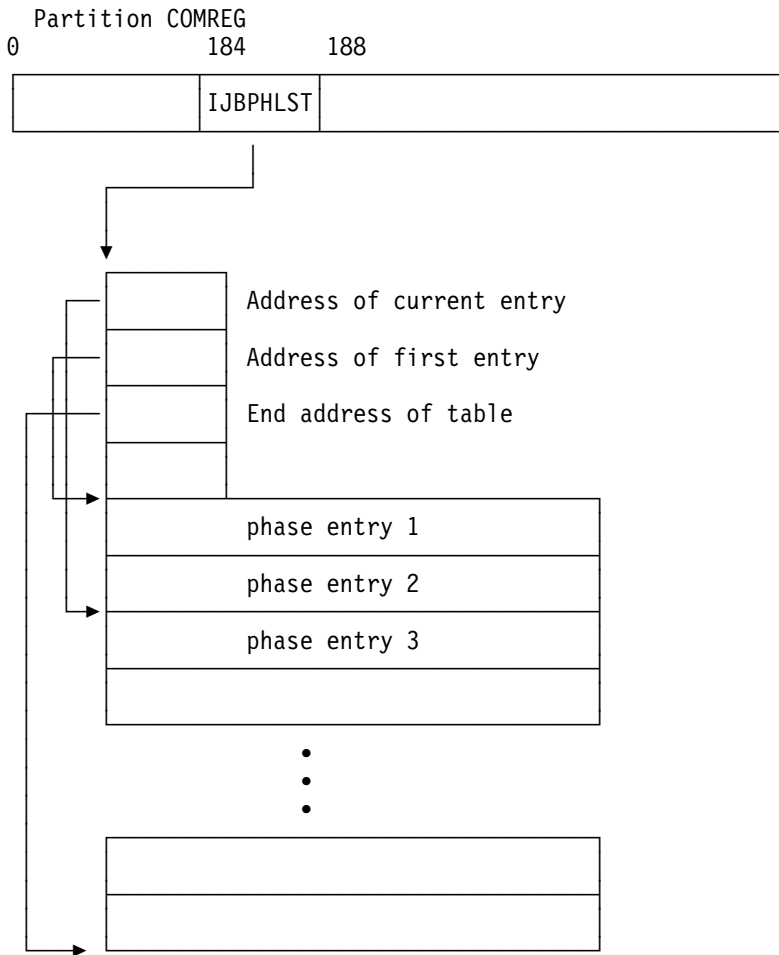 Partition COMREG
0 184 188
IJBPHLST
Address of current entry
Address of first entry
End address of table
phase entry 1
phase entry 2
phase entry 3